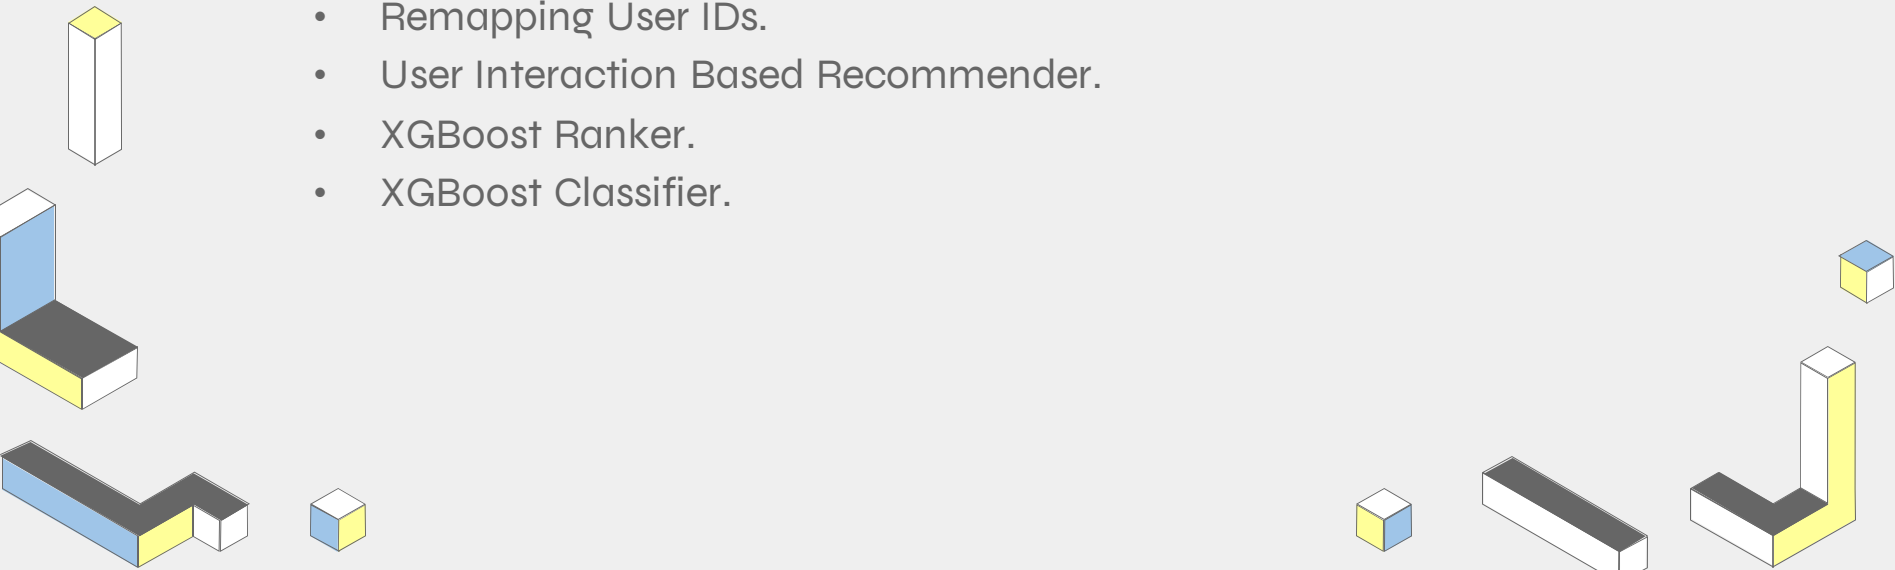 • Remapping User IDs.
• User Interaction Based Recommender.
• XGBoost Ranker.
• XGBoost Classifier.